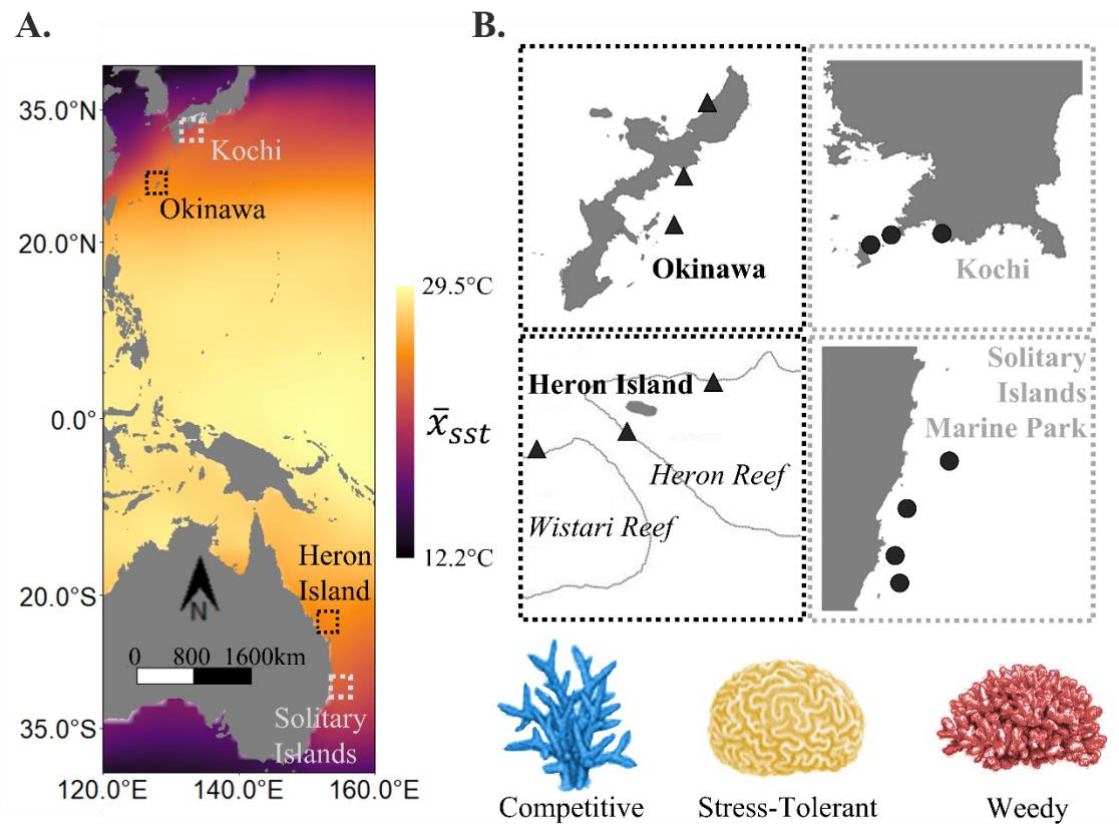 A.
35.0°N
20.0°N
0.0°
20.0°S
35.0°S
120.0°E
140.0°E
160.0°E
Kochi
Okinawa
Heron
Island
N
0 800 1600km
Solitary
Islands
29.5°C
x̄sst
12.2°C
B.
Okinawa
Kochi
Heron Island
Heron Reef
Wistari Reef
Solitary
Islands
Marine Park
Competitive
Stress-Tolerant
Weedy